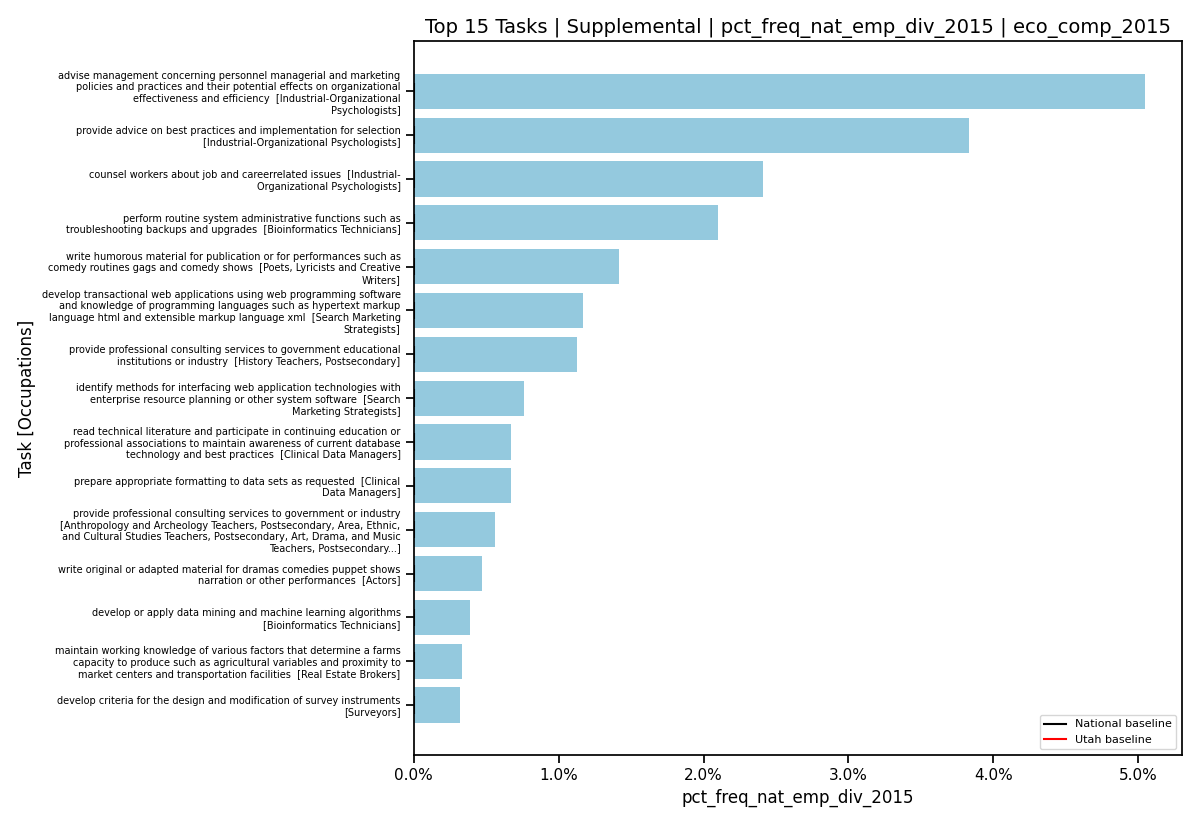 Top 15 Tasks | Supplemental | pct_freq_nat_emp_div_2015 | eco_comp_2015
Task [Occupations]
advise management concerning personnel managerial and marketing
policies and practices and their potential effects on organizational
effectiveness and efficiency [Industrial-Organizational
Psychologists]
provide advice on best practices and implementation for selection
[Industrial-Organizational Psychologists]
counsel workers about job and careerrelated issues [Industrial-
Organizational Psychologists]
perform routine system administrative functions such as
troubleshooting backups and upgrades [Bioinformatics Technicians]
write humorous material for publication or for performances such as
comedy routines gags and comedy shows [Poets, Lyricists and Creative
Writers]
develop transactional web applications using web programming software
and knowledge of programming languages such as hypertext markup
language html and extensible markup language xml [Search Marketing
Strategists]
provide professional consulting services to government educational
institutions or industry [History Teachers, Postsecondary]
identify methods for interfacing web application technologies with
enterprise resource planning or other system software [Search
Marketing Strategists]
read technical literature and participate in continuing education or
professional associations to maintain awareness of current database
technology and best practices [Clinical Data Managers]
prepare appropriate formatting to data sets as requested [Clinical
Data Managers]
provide professional consulting services to government or industry
[Anthropology and Archeology Teachers, Postsecondary, Area, Ethnic,
and Cultural Studies Teachers, Postsecondary, Art, Drama, and Music
Teachers, Postsecondary...]
write original or adapted material for dramas comedies puppet shows
narration or other performances [Actors]
develop or apply data mining and machine learning algorithms
[Bioinformatics Technicians]
maintain working knowledge of various factors that determine a farms
capacity to produce such as agricultural variables and proximity to
market centers and transportation facilities [Real Estate Brokers]
develop criteria for the design and modification of survey instruments
[Surveyors]
National baseline
Utah baseline
0.0% 1.0% 2.0% 3.0% 4.0% 5.0%
pct_freq_nat_emp_div_2015